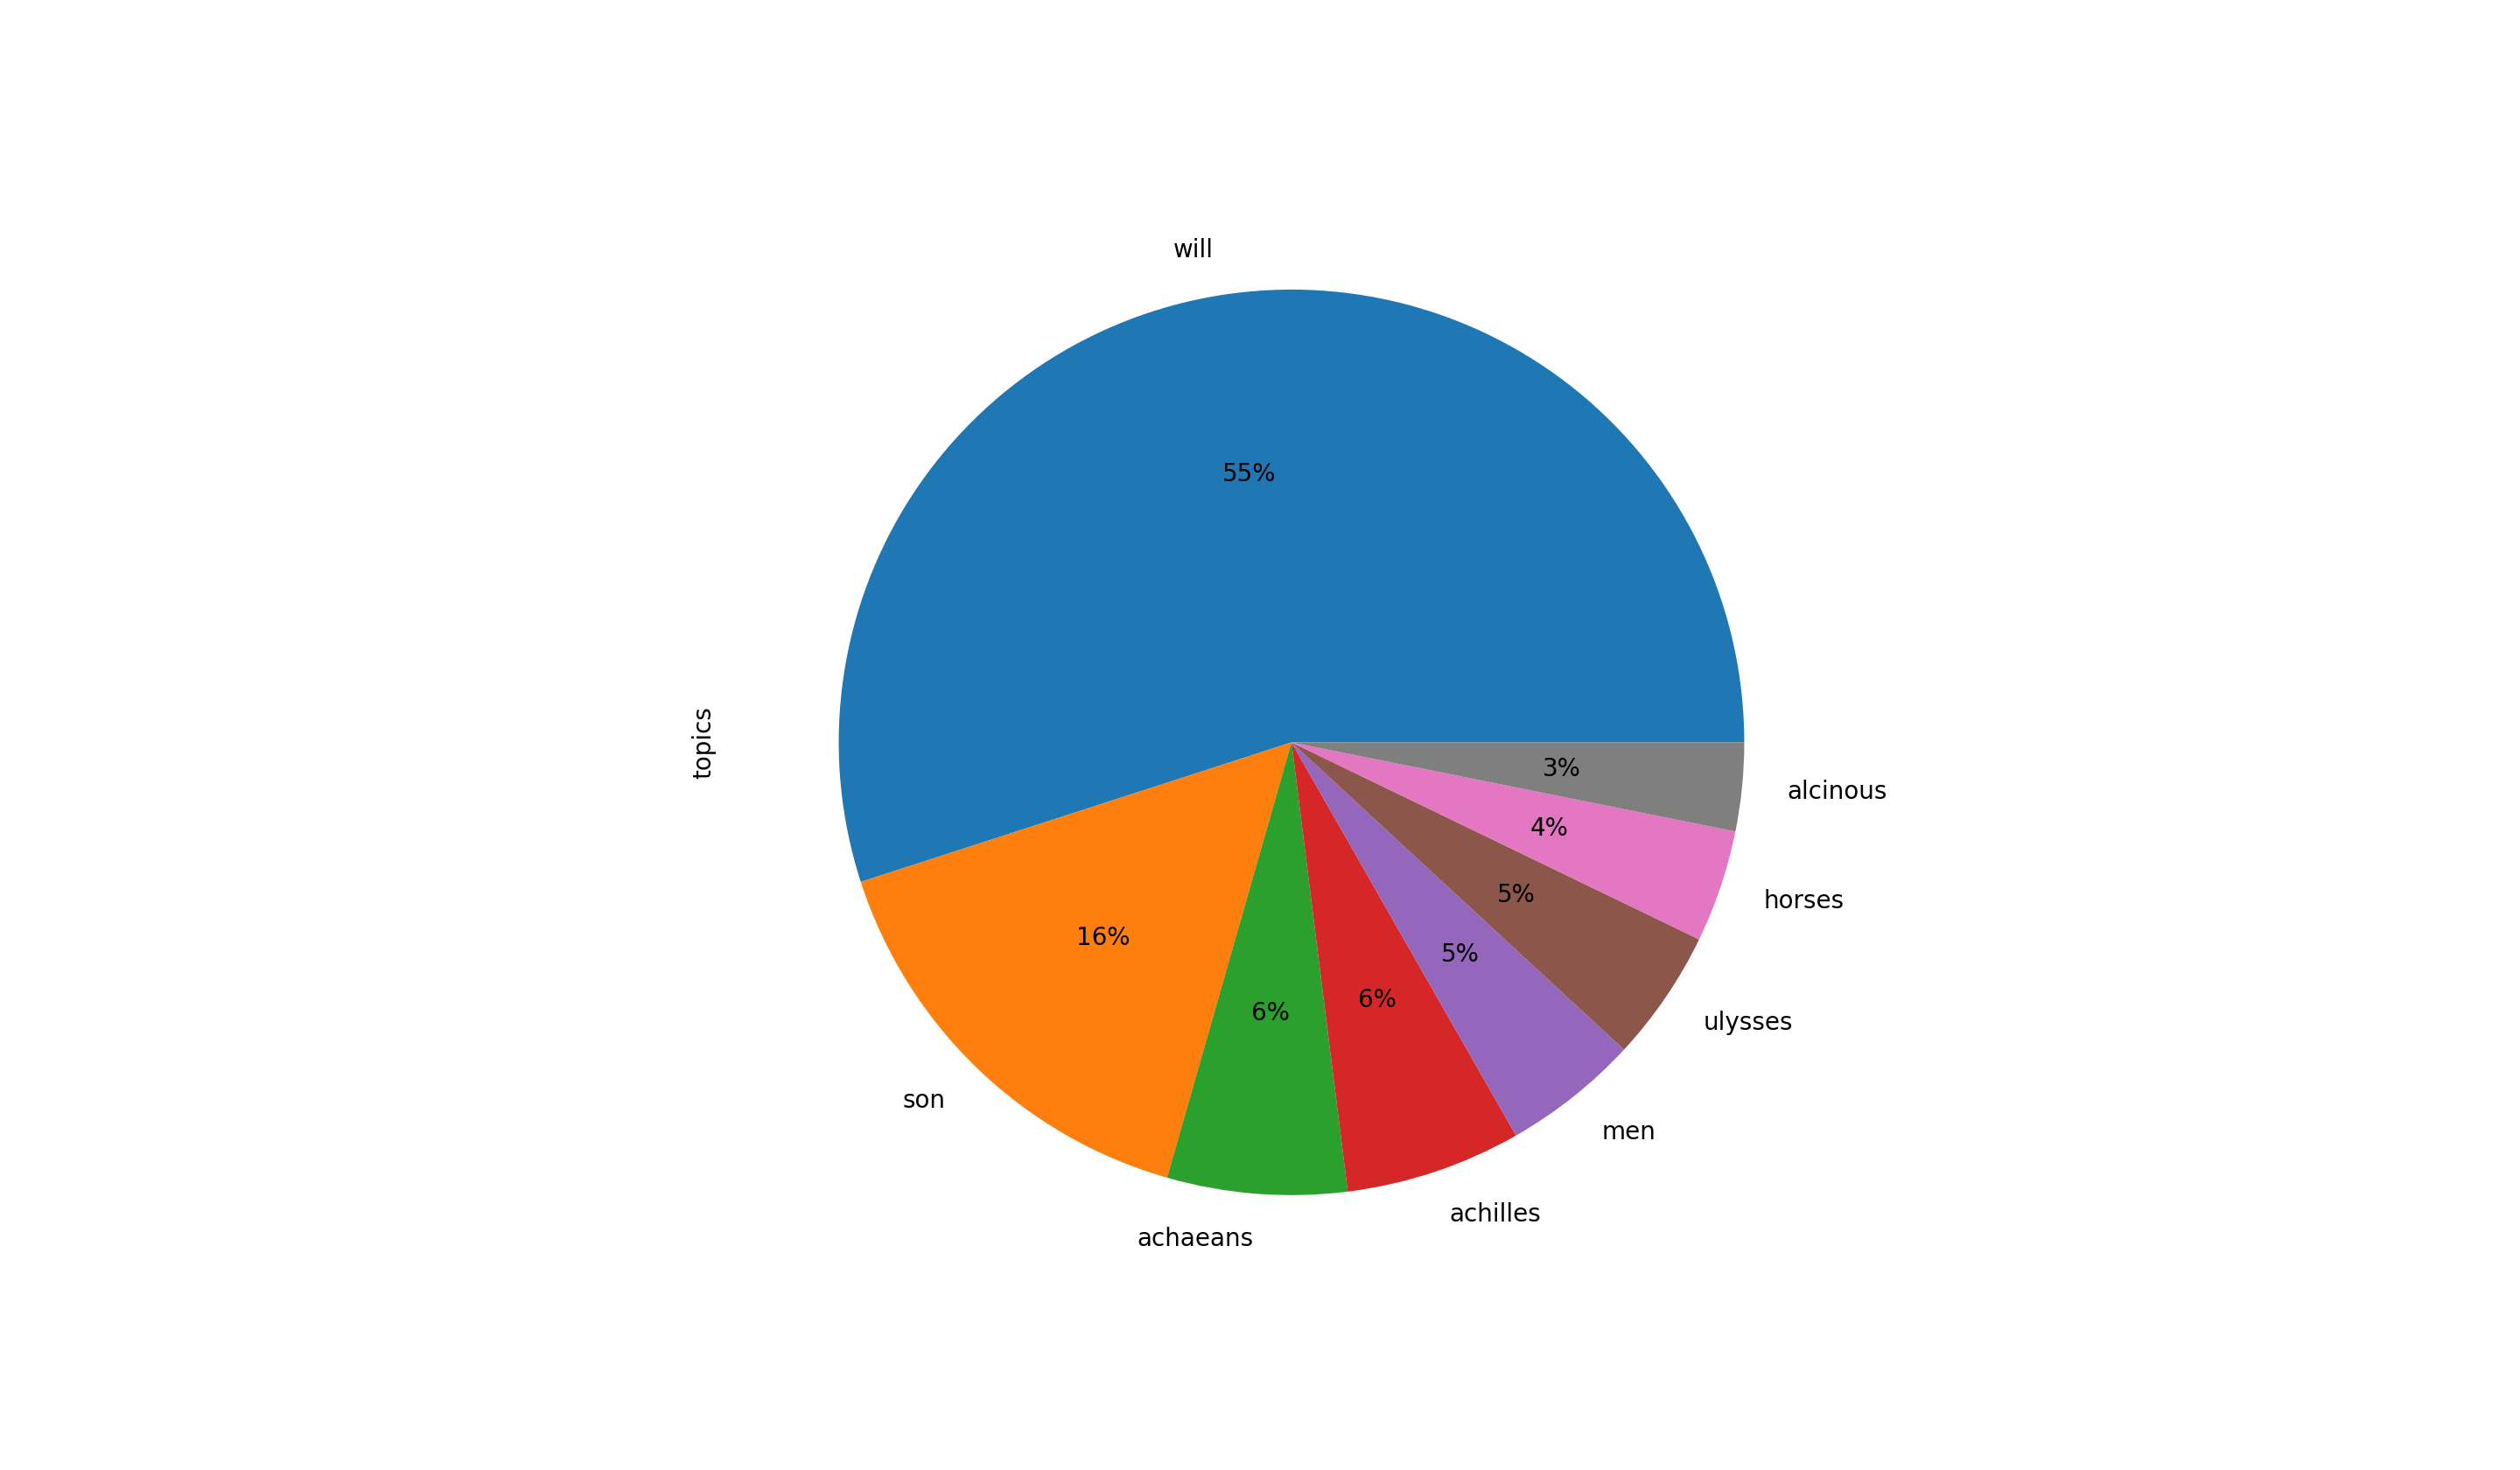 will
55%
topics
3%
alcinous
4%
horses
5%
ulysses
16%
5%
men
6%
6%
son
achilles
achaeans